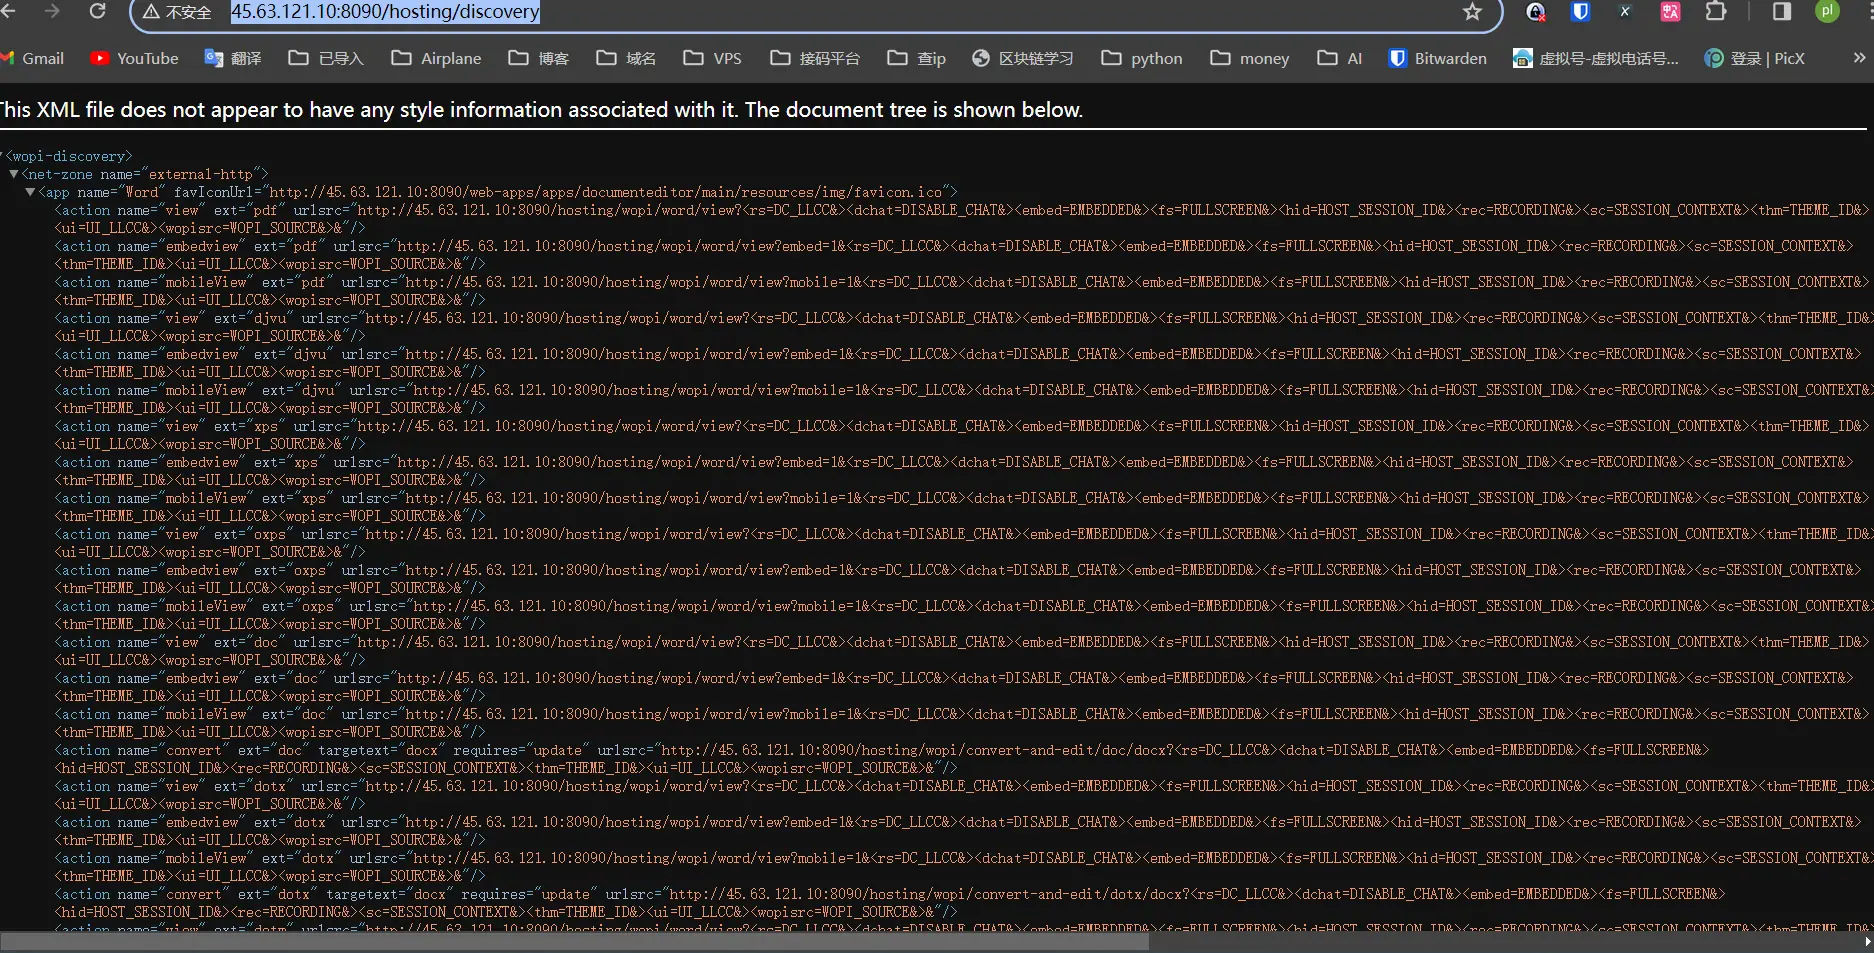 不安全 45.63.121.10:8090/hosting/discovery pl
Gmail YouTube 翻译 已导入 Airplane 博客 域名 VPS 接码平台 查ip 区块链学习 python money AI Bitwarden 虚拟号-虚拟电话号... 登录 | PicX »
This XML file does not appear to have any style information associated with it. The document tree is shown below.
<wopi-discovery>
<net-zone name="external-http">
<app name="Word" favIconUrl="http://45.63.121.10:8090/web-apps/apps/documenteditor/main/resources/img/favicon.ico">
<action name="view" ext="pdf" urlsrc="http://45.63.121.10:8090/hosting/wopi/word/view?<rs=DC_LLCC&><dchat=DISABLE_CHAT&><embed=EMBEDDED&><fs=FULLSCREEN&><hid=HOST_SESSION_ID&><rec=RECORDING&><sc=SESSION_CONTEXT&><thm=THEME_ID&>
<ui=UI_LLCC&><wopisrc=WOPI_SOURCE&>&"/>
<action name="embedview" ext="pdf" urlsrc="http://45.63.121.10:8090/hosting/wopi/word/view?embed=1&<rs=DC_LLCC&><dchat=DISABLE_CHAT&><embed=EMBEDDED&><fs=FULLSCREEN&><hid=HOST_SESSION_ID&><rec=RECORDING&><sc=SESSION_CONTEXT&>
<thm=THEME_ID&><ui=UI_LLCC&><wopisrc=WOPI_SOURCE&>&"/>
<action name="mobileView" ext="pdf" urlsrc="http://45.63.121.10:8090/hosting/wopi/word/view?mobile=1&<rs=DC_LLCC&><dchat=DISABLE_CHAT&><embed=EMBEDDED&><fs=FULLSCREEN&><hid=HOST_SESSION_ID&><rec=RECORDING&><sc=SESSION_CONTEXT&>
<thm=THEME_ID&><ui=UI_LLCC&><wopisrc=WOPI_SOURCE&>&"/>
<action name="view" ext="djvu" urlsrc="http://45.63.121.10:8090/hosting/wopi/word/view?<rs=DC_LLCC&><dchat=DISABLE_CHAT&><embed=EMBEDDED&><fs=FULLSCREEN&><hid=HOST_SESSION_ID&><rec=RECORDING&><sc=SESSION_CONTEXT&><thm=THEME_ID&>
<ui=UI_LLCC&><wopisrc=WOPI_SOURCE&>&"/>
<action name="embedview" ext="djvu" urlsrc="http://45.63.121.10:8090/hosting/wopi/word/view?embed=1&<rs=DC_LLCC&><dchat=DISABLE_CHAT&><embed=EMBEDDED&><fs=FULLSCREEN&><hid=HOST_SESSION_ID&><rec=RECORDING&><sc=SESSION_CONTEXT&>
<thm=THEME_ID&><ui=UI_LLCC&><wopisrc=WOPI_SOURCE&>&"/>
<action name="mobileView" ext="djvu" urlsrc="http://45.63.121.10:8090/hosting/wopi/word/view?mobile=1&<rs=DC_LLCC&><dchat=DISABLE_CHAT&><embed=EMBEDDED&><fs=FULLSCREEN&><hid=HOST_SESSION_ID&><rec=RECORDING&><sc=SESSION_CONTEXT&
<thm=THEME_ID&><ui=UI_LLCC&><wopisrc=WOPI_SOURCE&>&"/>
<action name="view" ext="xps" urlsrc="http://45.63.121.10:8090/hosting/wopi/word/view?<rs=DC_LLCC&><dchat=DISABLE_CHAT&><embed=EMBEDDED&><fs=FULLSCREEN&><hid=HOST_SESSION_ID&><rec=RECORDING&><sc=SESSION_CONTEXT&><thm=THEME_ID&>
<ui=UI_LLCC&><wopisrc=WOPI_SOURCE&>&"/>
<action name="embedview" ext="xps" urlsrc="http://45.63.121.10:8090/hosting/wopi/word/view?embed=1&<rs=DC_LLCC&><dchat=DISABLE_CHAT&><embed=EMBEDDED&><fs=FULLSCREEN&><hid=HOST_SESSION_ID&><rec=RECORDING&><sc=SESSION_CONTEXT&>
<thm=THEME_ID&><ui=UI_LLCC&><wopisrc=WOPI_SOURCE&>&"/>
<action name="mobileView" ext="xps" urlsrc="http://45.63.121.10:8090/hosting/wopi/word/view?mobile=1&<rs=DC_LLCC&><dchat=DISABLE_CHAT&><embed=EMBEDDED&><fs=FULLSCREEN&><hid=HOST_SESSION_ID&><rec=RECORDING&><sc=SESSION_CONTEXT&>
<thm=THEME_ID&><ui=UI_LLCC&><wopisrc=WOPI_SOURCE&>&"/>
<action name="view" ext="oxps" urlsrc="http://45.63.121.10:8090/hosting/wopi/word/view?<rs=DC_LLCC&><dchat=DISABLE_CHAT&><embed=EMBEDDED&><fs=FULLSCREEN&><hid=HOST_SESSION_ID&><rec=RECORDING&><sc=SESSION_CONTEXT&><thm=THEME_ID&>
<ui=UI_LLCC&><wopisrc=WOPI_SOURCE&>&"/>
<action name="embedview" ext="oxps" urlsrc="http://45.63.121.10:8090/hosting/wopi/word/view?embed=1&<rs=DC_LLCC&><dchat=DISABLE_CHAT&><embed=EMBEDDED&><fs=FULLSCREEN&><hid=HOST_SESSION_ID&><rec=RECORDING&><sc=SESSION_CONTEXT&>
<thm=THEME_ID&><ui=UI_LLCC&><wopisrc=WOPI_SOURCE&>&"/>
<action name="mobileView" ext="oxps" urlsrc="http://45.63.121.10:8090/hosting/wopi/word/view?mobile=1&<rs=DC_LLCC&><dchat=DISABLE_CHAT&><embed=EMBEDDED&><fs=FULLSCREEN&><hid=HOST_SESSION_ID&><rec=RECORDING&><sc=SESSION_CONTEXT&
<thm=THEME_ID&><ui=UI_LLCC&><wopisrc=WOPI_SOURCE&>&"/>
<action name="view" ext="doc" urlsrc="http://45.63.121.10:8090/hosting/wopi/word/view?<rs=DC_LLCC&><dchat=DISABLE_CHAT&><embed=EMBEDDED&><fs=FULLSCREEN&><hid=HOST_SESSION_ID&><rec=RECORDING&><sc=SESSION_CONTEXT&><thm=THEME_ID&>
<ui=UI_LLCC&><wopisrc=WOPI_SOURCE&>&"/>
<action name="embedview" ext="doc" urlsrc="http://45.63.121.10:8090/hosting/wopi/word/view?embed=1&<rs=DC_LLCC&><dchat=DISABLE_CHAT&><embed=EMBEDDED&><fs=FULLSCREEN&><hid=HOST_SESSION_ID&><rec=RECORDING&><sc=SESSION_CONTEXT&>
<thm=THEME_ID&><ui=UI_LLCC&><wopisrc=WOPI_SOURCE&>&"/>
<action name="mobileView" ext="doc" urlsrc="http://45.63.121.10:8090/hosting/wopi/word/view?mobile=1&<rs=DC_LLCC&><dchat=DISABLE_CHAT&><embed=EMBEDDED&><fs=FULLSCREEN&><hid=HOST_SESSION_ID&><rec=RECORDING&><sc=SESSION_CONTEXT&>
<thm=THEME_ID&><ui=UI_LLCC&><wopisrc=WOPI_SOURCE&>&"/>
<action name="convert" ext="doc" targetext="docx" requires="update" urlsrc="http://45.63.121.10:8090/hosting/wopi/convert-and-edit/doc/docx?<rs=DC_LLCC&><dchat=DISABLE_CHAT&><embed=EMBEDDED&><fs=FULLSCREEN&>
<hid=HOST_SESSION_ID&><rec=RECORDING&><sc=SESSION_CONTEXT&><thm=THEME_ID&><ui=UI_LLCC&><wopisrc=WOPI_SOURCE&>&"/>
<action name="view" ext="dotx" urlsrc="http://45.63.121.10:8090/hosting/wopi/word/view?<rs=DC_LLCC&><dchat=DISABLE_CHAT&><embed=EMBEDDED&><fs=FULLSCREEN&><hid=HOST_SESSION_ID&><rec=RECORDING&><sc=SESSION_CONTEXT&><thm=THEME_ID&>
<ui=UI_LLCC&><wopisrc=WOPI_SOURCE&>&"/>
<action name="embedview" ext="dotx" urlsrc="http://45.63.121.10:8090/hosting/wopi/word/view?embed=1&<rs=DC_LLCC&><dchat=DISABLE_CHAT&><embed=EMBEDDED&><fs=FULLSCREEN&><hid=HOST_SESSION_ID&><rec=RECORDING&><sc=SESSION_CONTEXT&>
<thm=THEME_ID&><ui=UI_LLCC&><wopisrc=WOPI_SOURCE&>&"/>
<action name="mobileView" ext="dotx" urlsrc="http://45.63.121.10:8090/hosting/wopi/word/view?mobile=1&<rs=DC_LLCC&><dchat=DISABLE_CHAT&><embed=EMBEDDED&><fs=FULLSCREEN&><hid=HOST_SESSION_ID&><rec=RECORDING&><sc=SESSION_CONTEXT&
<thm=THEME_ID&><ui=UI_LLCC&><wopisrc=WOPI_SOURCE&>&"/>
<action name="convert" ext="dotx" targetext="docx" requires="update" urlsrc="http://45.63.121.10:8090/hosting/wopi/convert-and-edit/dotx/docx?<rs=DC_LLCC&><dchat=DISABLE_CHAT&><embed=EMBEDDED&><fs=FULLSCREEN&>
<hid=HOST_SESSION_ID&><rec=RECORDING&><sc=SESSION_CONTEXT&><thm=THEME_ID&><ui=UI_LLCC&><wopisrc=WOPI_SOURCE&>&"/>
<action name="view" ext="dotm" urlsrc="http://45.63.121.10:8090/hosting/wopi/word/view?<rs=DC_LLCC&><dchat=DISABLE_CHAT&><embed=EMBEDDED&><fs=FULLSCREEN&><hid=HOST_SESSION_ID&><rec=RECORDING&><sc=SESSION_CONTEXT&><thm=THEME_ID&>